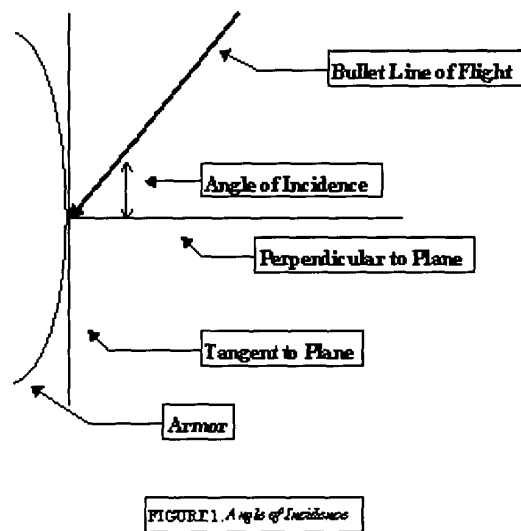 Bullet Line of Flight
Angle of Incidence
Perpendicular to Plane
Tangent to Plane
Armor
FIGURE 1. Angle of Incidence